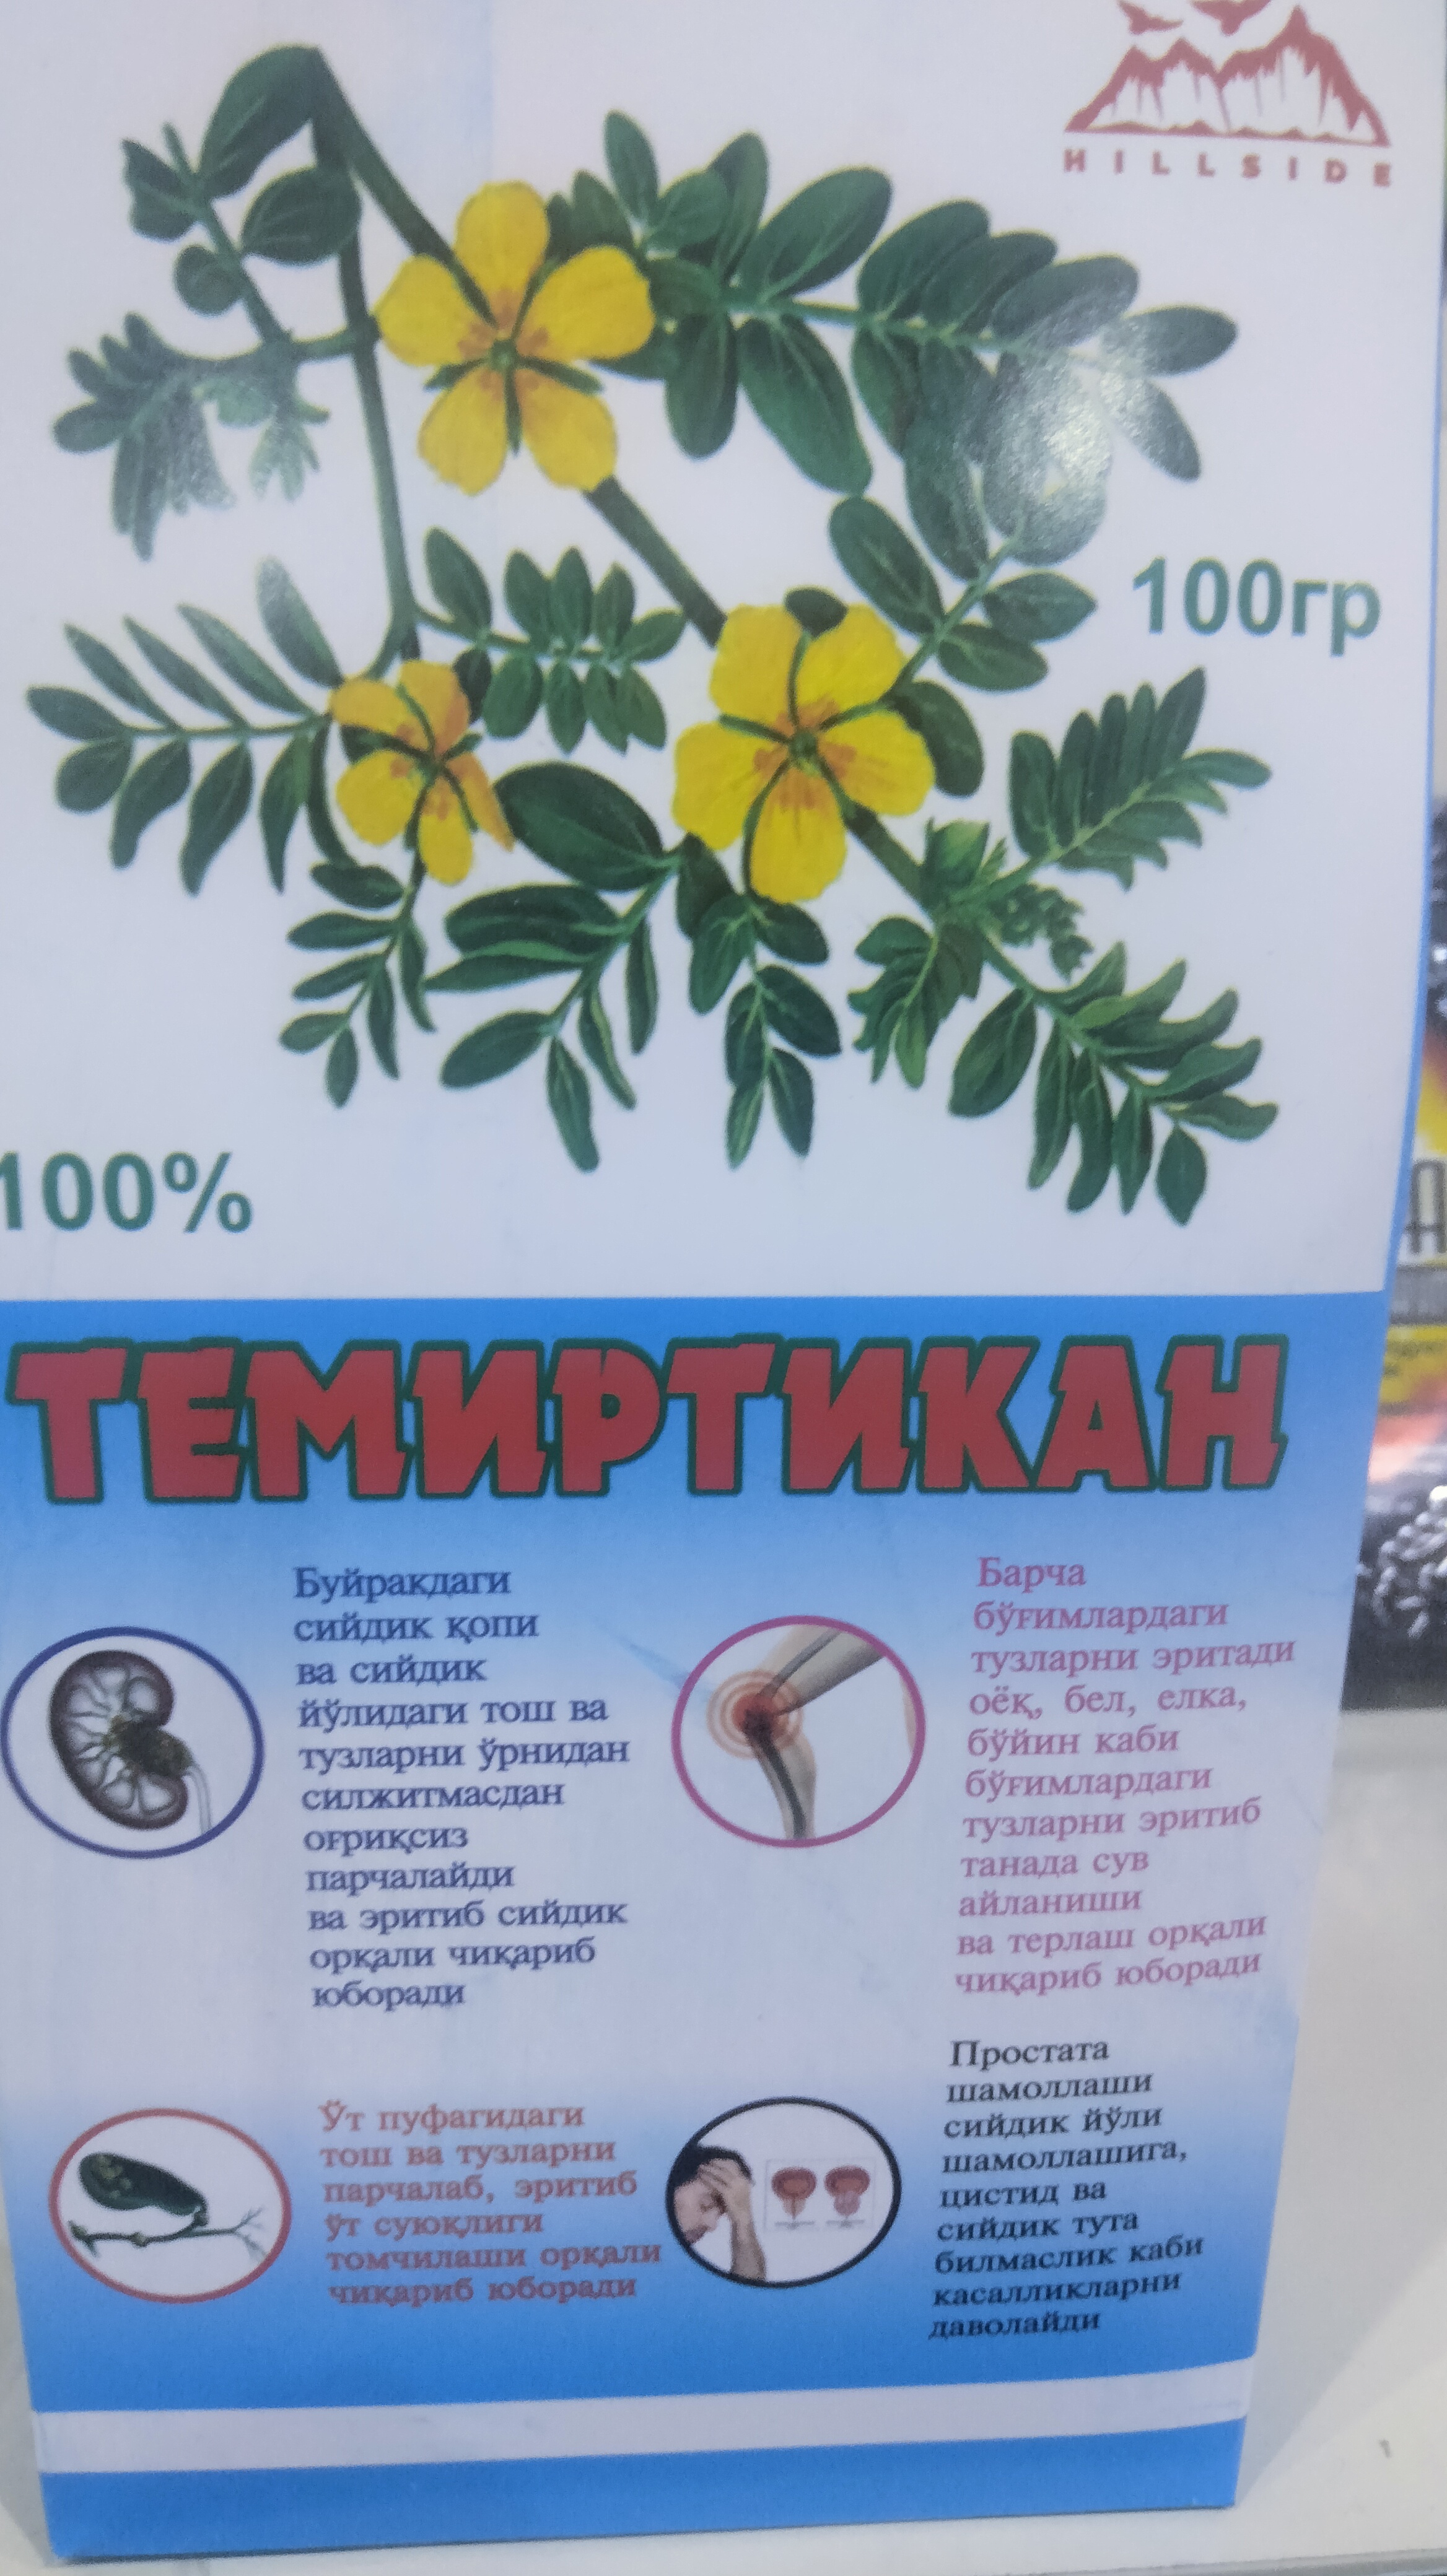 HILLSIDE
100гр
100%
ТЕМИРТИКАН
Буйракдаги
сийдик қопи
ва сийдик
йўлидаги тош ва
тузларни ўрнидан
силжитмасдан
оғриқсиз
парчалайди
ва эритиб сийдик
орқали чиқариб
юборади
Барча
бўғимлардаги
тузларни эритади
оёқ, бел, елка,
бўйин каби
бўғимлардаги
тузларни эритиб
танада сув
айланиши
ва терлаш орқали
чиқариб юборади
Ўт пуфагидаги
тош ва тузларни
парчалаб, эритиб
ўт суюқлиги
томчилаши орқали
чиқариб юборади
Простата
шамоллаши
сийдик йўли
шамоллашига,
цистид ва
сийдик тута
билмаслик каби
касалликларни
даволайди